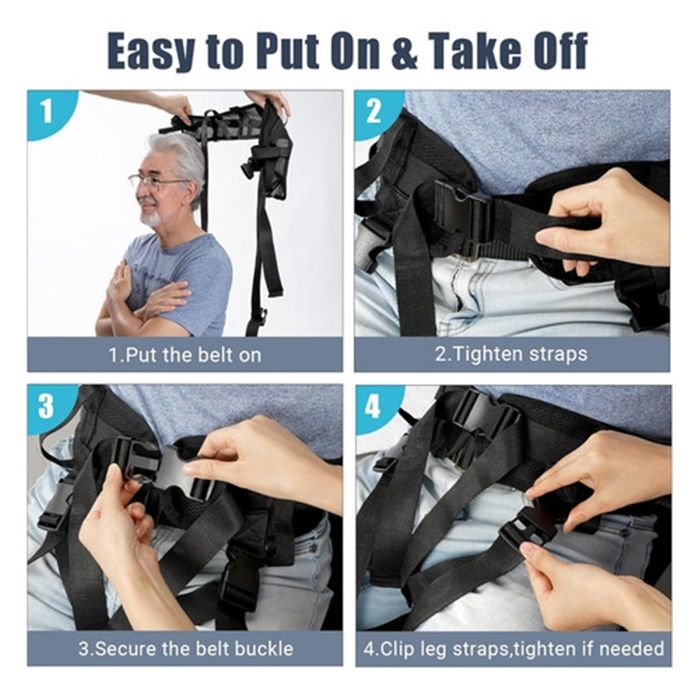 Easy to Put On & Take Off
1
2
1.Put the belt on
2.Tighten straps
3
4
3.Secure the belt buckle
4.Clip leg straps,tighten if needed